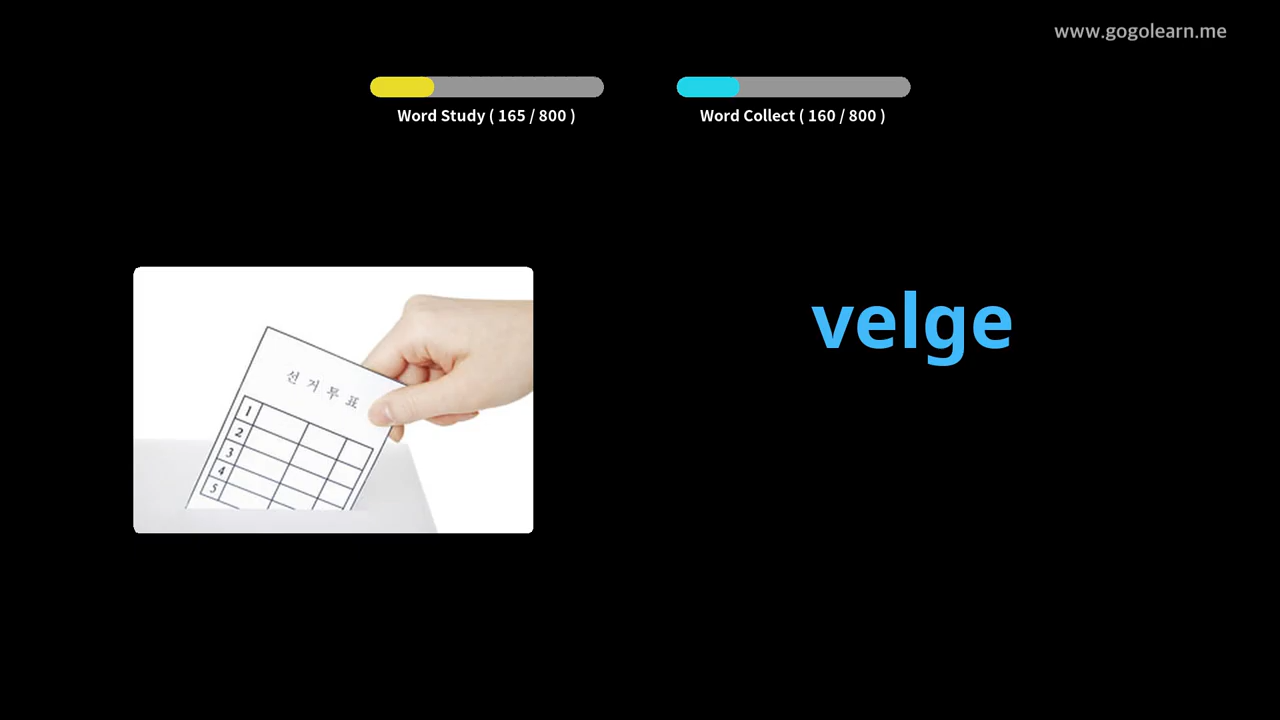 www.gogolearn.me
Word Study ( 165 / 800 )
Word Collect ( 160 / 800 )
velge
선거투표
1
2
3
4
5